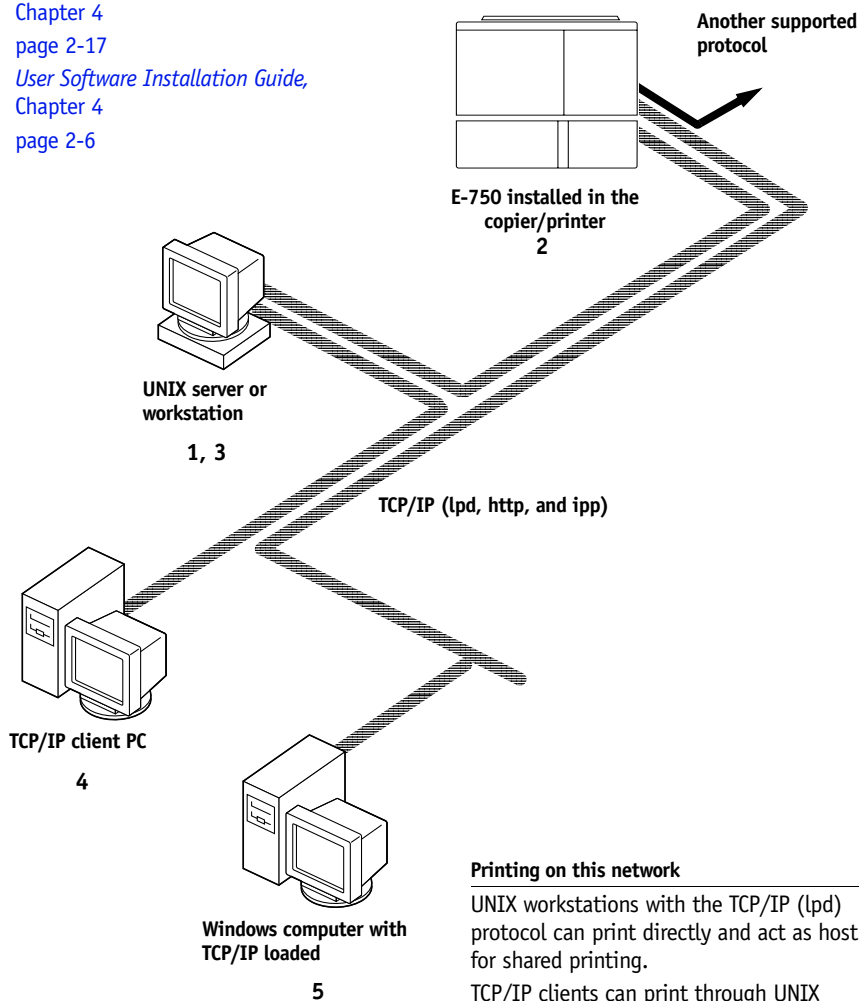 Chapter 4
page 2-17
User Software Installation Guide,
Chapter 4
page 2-6
Another supported
protocol
E-750 installed in the
copier/printer
2
UNIX server or
workstation
1, 3
TCP/IP (lpd, http, and ipp)
TCP/IP client PC
4
Windows computer with
TCP/IP loaded
5
Printing on this network
UNIX workstations with the TCP/IP (lpd)
protocol can print directly and act as host
for shared printing.
TCP/IP clients can print through UNIX